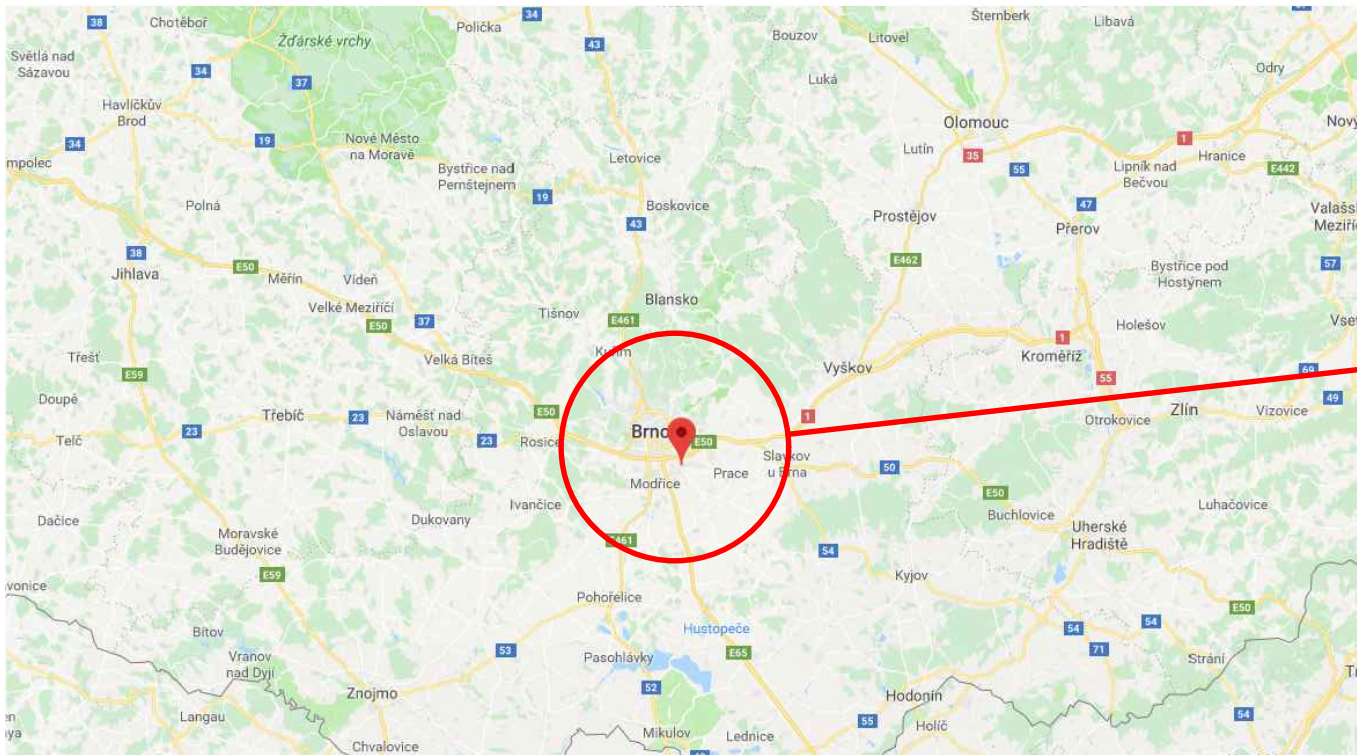 Chotěboř
38
34
Polička
Šternberk
Libavá
Žďárské vrchy
43
Bouzov
Litovel
Světlá nad
Sázavou
34
37
Luká
Odry
Havlíčkův
Brod
Olomouc
34
19
Nové Město
na Moravě
Lutín
35
1
Nový
mpolec
Letovice
55
Lipník nad
Bečvou
Hranice
E442
Bystřice nad
Pernštejnem
19
Polná
Boskovice
47
43
Prostějov
Přerov
Valašs
Meziříč
38
E50
Jihlava
Měřín
Vídeň
E462
Bystřice pod
Hostýnem
57
Velké Meziříčí
Blansko
Tišnov
E461
Vset
E50
37
1
Holešov
Třešť
Velká Bíteš
Kuřim
Vyškov
Kroměříž
E59
55
69
Doupě
49
Třebíč
23
Náměšť nad
Oslavou
E50
1
Otrokovice
Zlín
Vizovice
Telč
23
23
Rosice
Brno
E50
Slavkov
u Brna
50
Prace
Modřice
E50
Ivančice
Buchlovice
Luhačovice
Dačice
Dukovany
Uherské
Hradiště
Moravské
Budějovice
E461
54
E59
Kyjov
vonice
Pohořelice
E50
Bítov
Hustopeče
54
54
53
71
Vranov
nad Dyjí
Pasohlávky
E65
Strání
Znojmo
52
Hodonín
Langau
55
Holíč
54
Mikulov
Lednice
Chvalovice